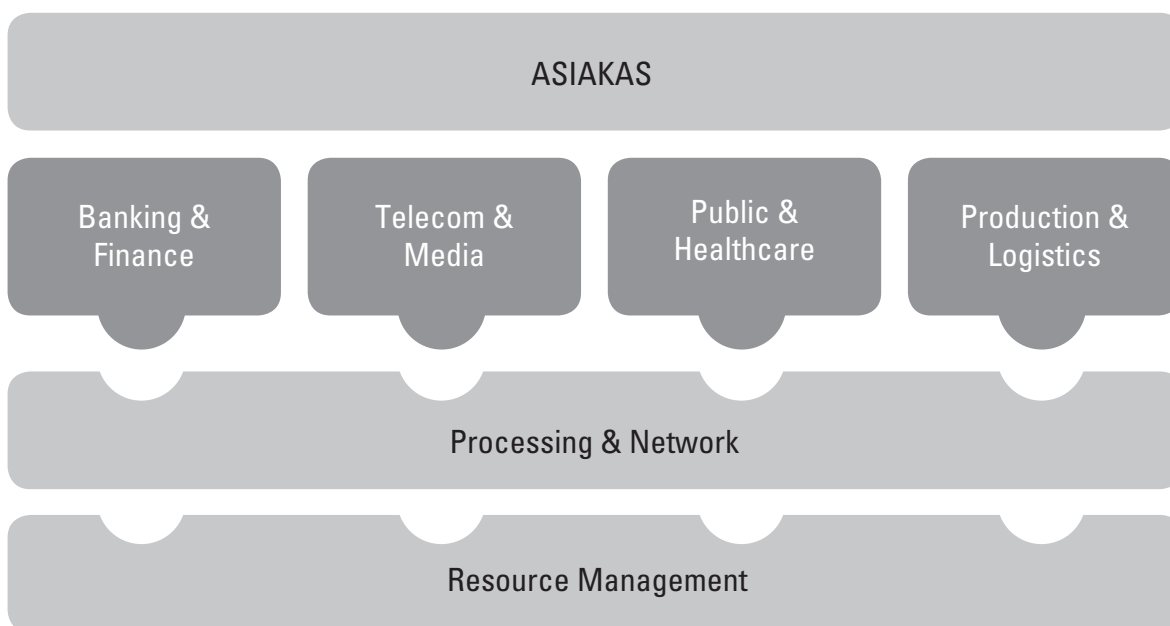 ASIAKAS
Banking &
Finance
Telecom &
Media
Public &
Healthcare
Production &
Logistics
Processing & Network
Resource Management